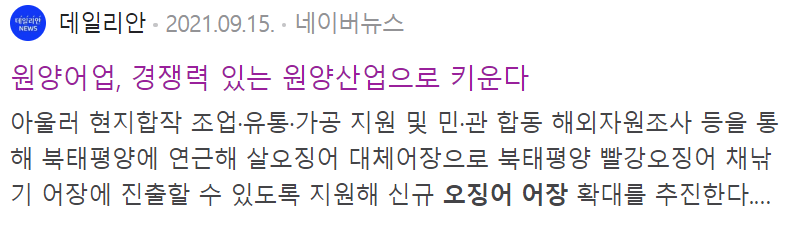 데일리안 NEWS 데일리안 · 2021.09.15. · 네이버뉴스
원양어업, 경쟁력 있는 원양산업으로 키운다
아울러 현지합작 조업·유통·가공 지원 및 민·관 합동 해외자원조사 등을 통
해 북태평양에 연근해 살오징어 대체어장으로 북태평양 빨강오징어 채낚
기 어장에 진출할 수 있도록 지원해 신규 오징어 어장 확대를 추진한다....